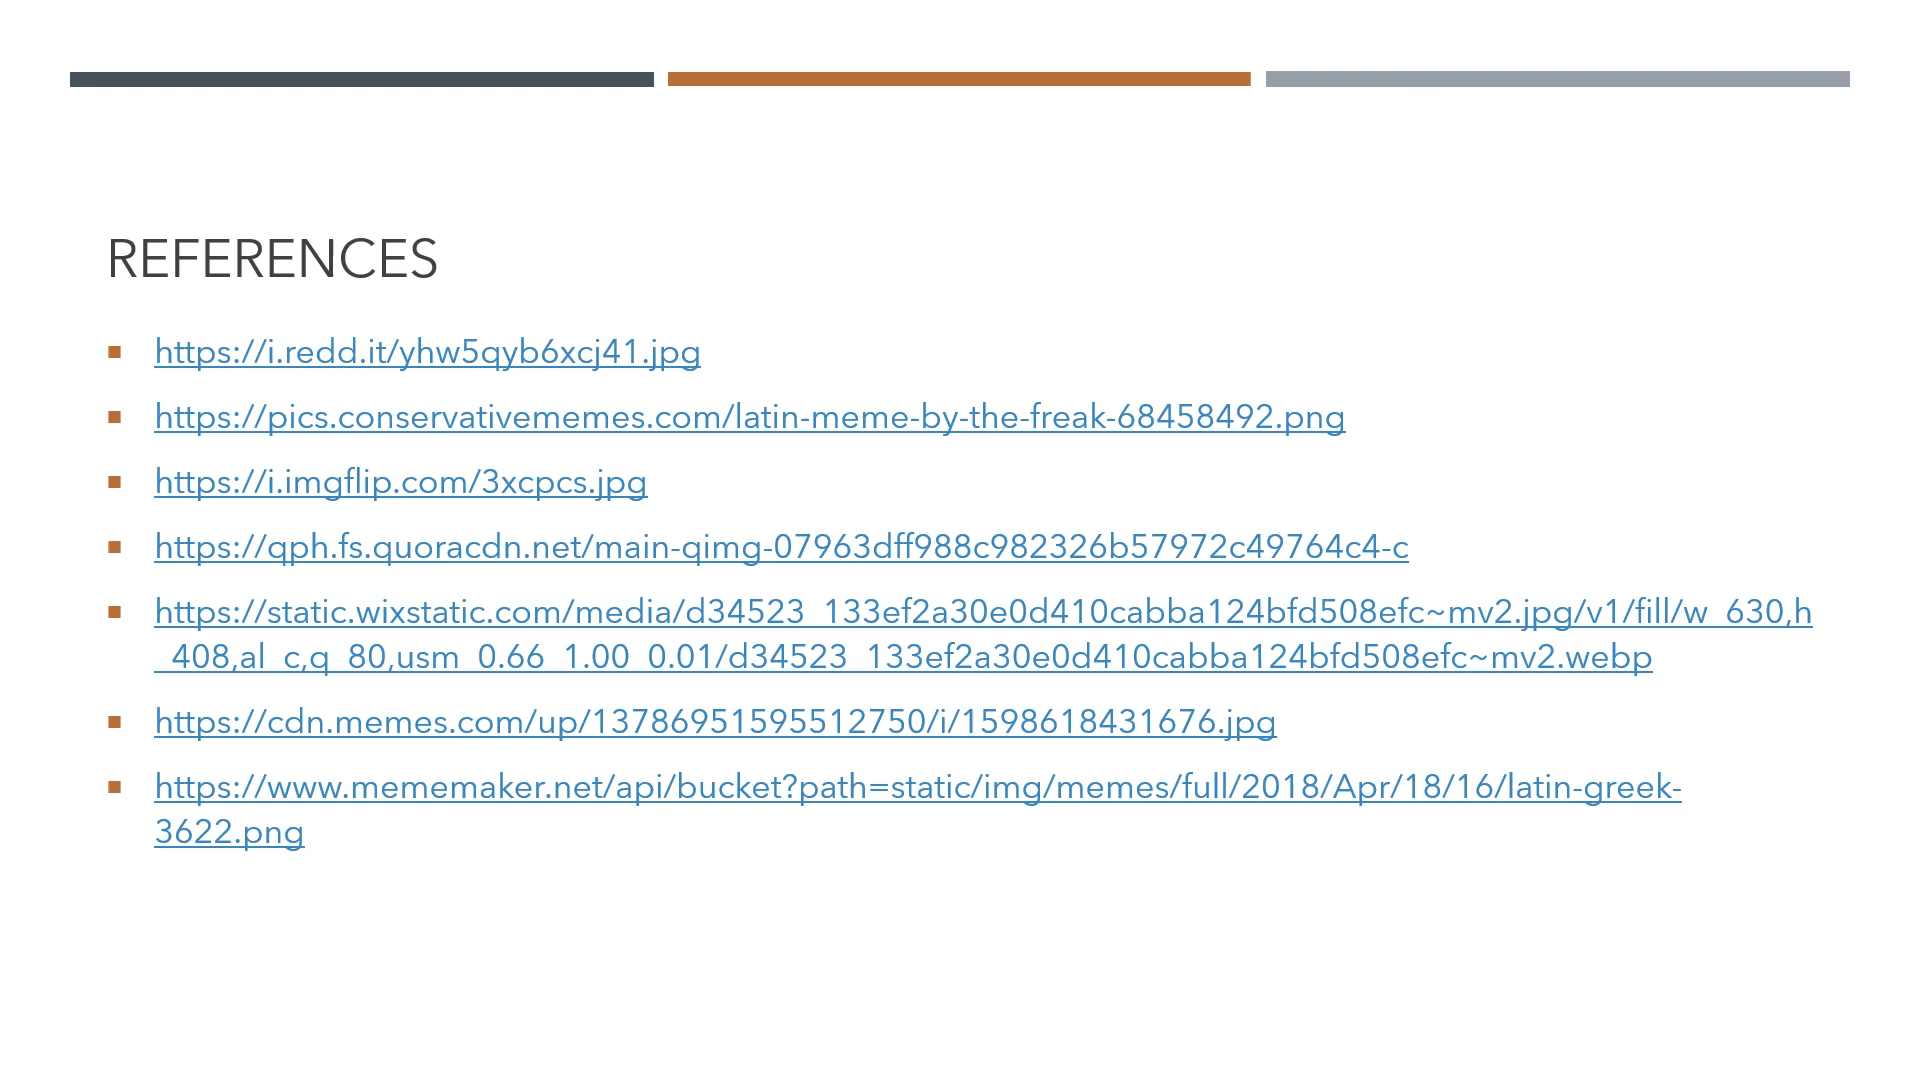 REFERENCES
https://i.redd.it/yhw5qyb6xcj41.jpg
https://pics.conservativememes.com/latin-meme-by-the-freak-68458492.png
https://i.imgflip.com/3xcpcs.jpg
https://qph.fs.quoracdn.net/main-qimg-07963dff988c982326b57972c49764c4-c
https://static.wixstatic.com/media/d34523_133ef2a30e0d410cabba124bfd508efc~mv2.jpg/v1/fill/w_630,h
_408,al_c,q_80,usm_0.66_1.00_0.01/d34523_133ef2a30e0d410cabba124bfd508efc~mv2.webp
https://cdn.memes.com/up/13786951595512750/i/1598618431676.jpg
https://www.mememaker.net/api/bucket?path=static/img/memes/full/2018/Apr/18/16/latin-greek-
3622.png